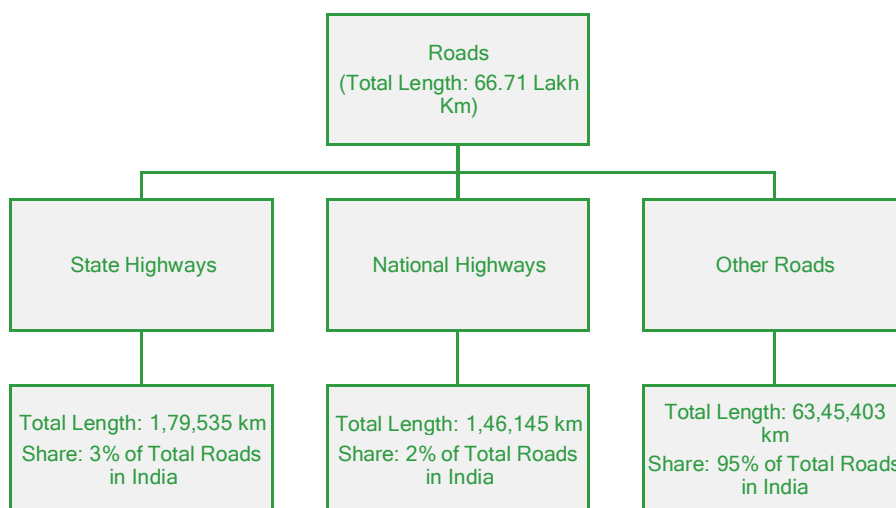 Roads
(Total Length: 66.71 Lakh
Km)
State Highways
National Highways
Other Roads
Total Length: 1,79,535 km
Share: 3% of Total Roads
in India
Total Length: 1,46,145 km
Share: 2% of Total Roads
in India
Total Length: 63,45,403
km
Share: 95% of Total Roads
in India